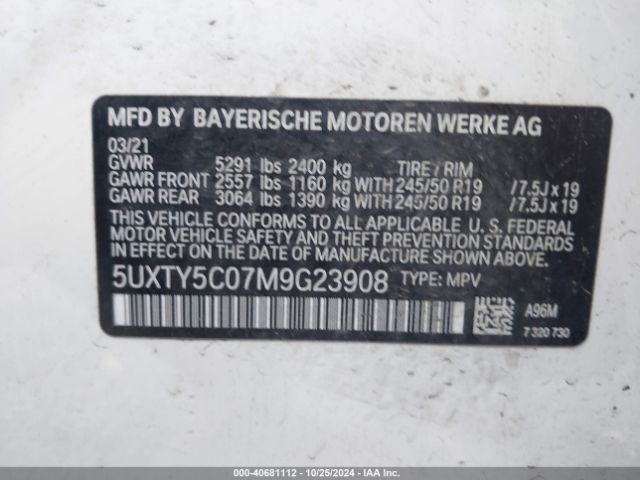 MFD BY BAYERISCHE MOTOREN WERKE AG
03/21
GVWR 5291 lbs 2400 kg TIRE / RIM
GAWR FRONT 2557 lbs 1160 kg WITH 245/50 R19 /7.5J x 19
GAWR REAR 3064 lbs 1390 kg WITH 245/50 R19 /7.5J x 19
THIS VEHICLE CONFORMS TO ALL APPLICABLE U. S. FEDERAL
MOTOR VEHICLE SAFETY AND THEFT PREVENTION STANDARDS
IN EFFECT ON THE DATE OF MANUFACTURE SHOWN ABOVE.
5UXTY5C07M9G23908 TYPE: MPV
A96M
7 320 730
000-40681112 - 10/25/2024 - IAAI.COM